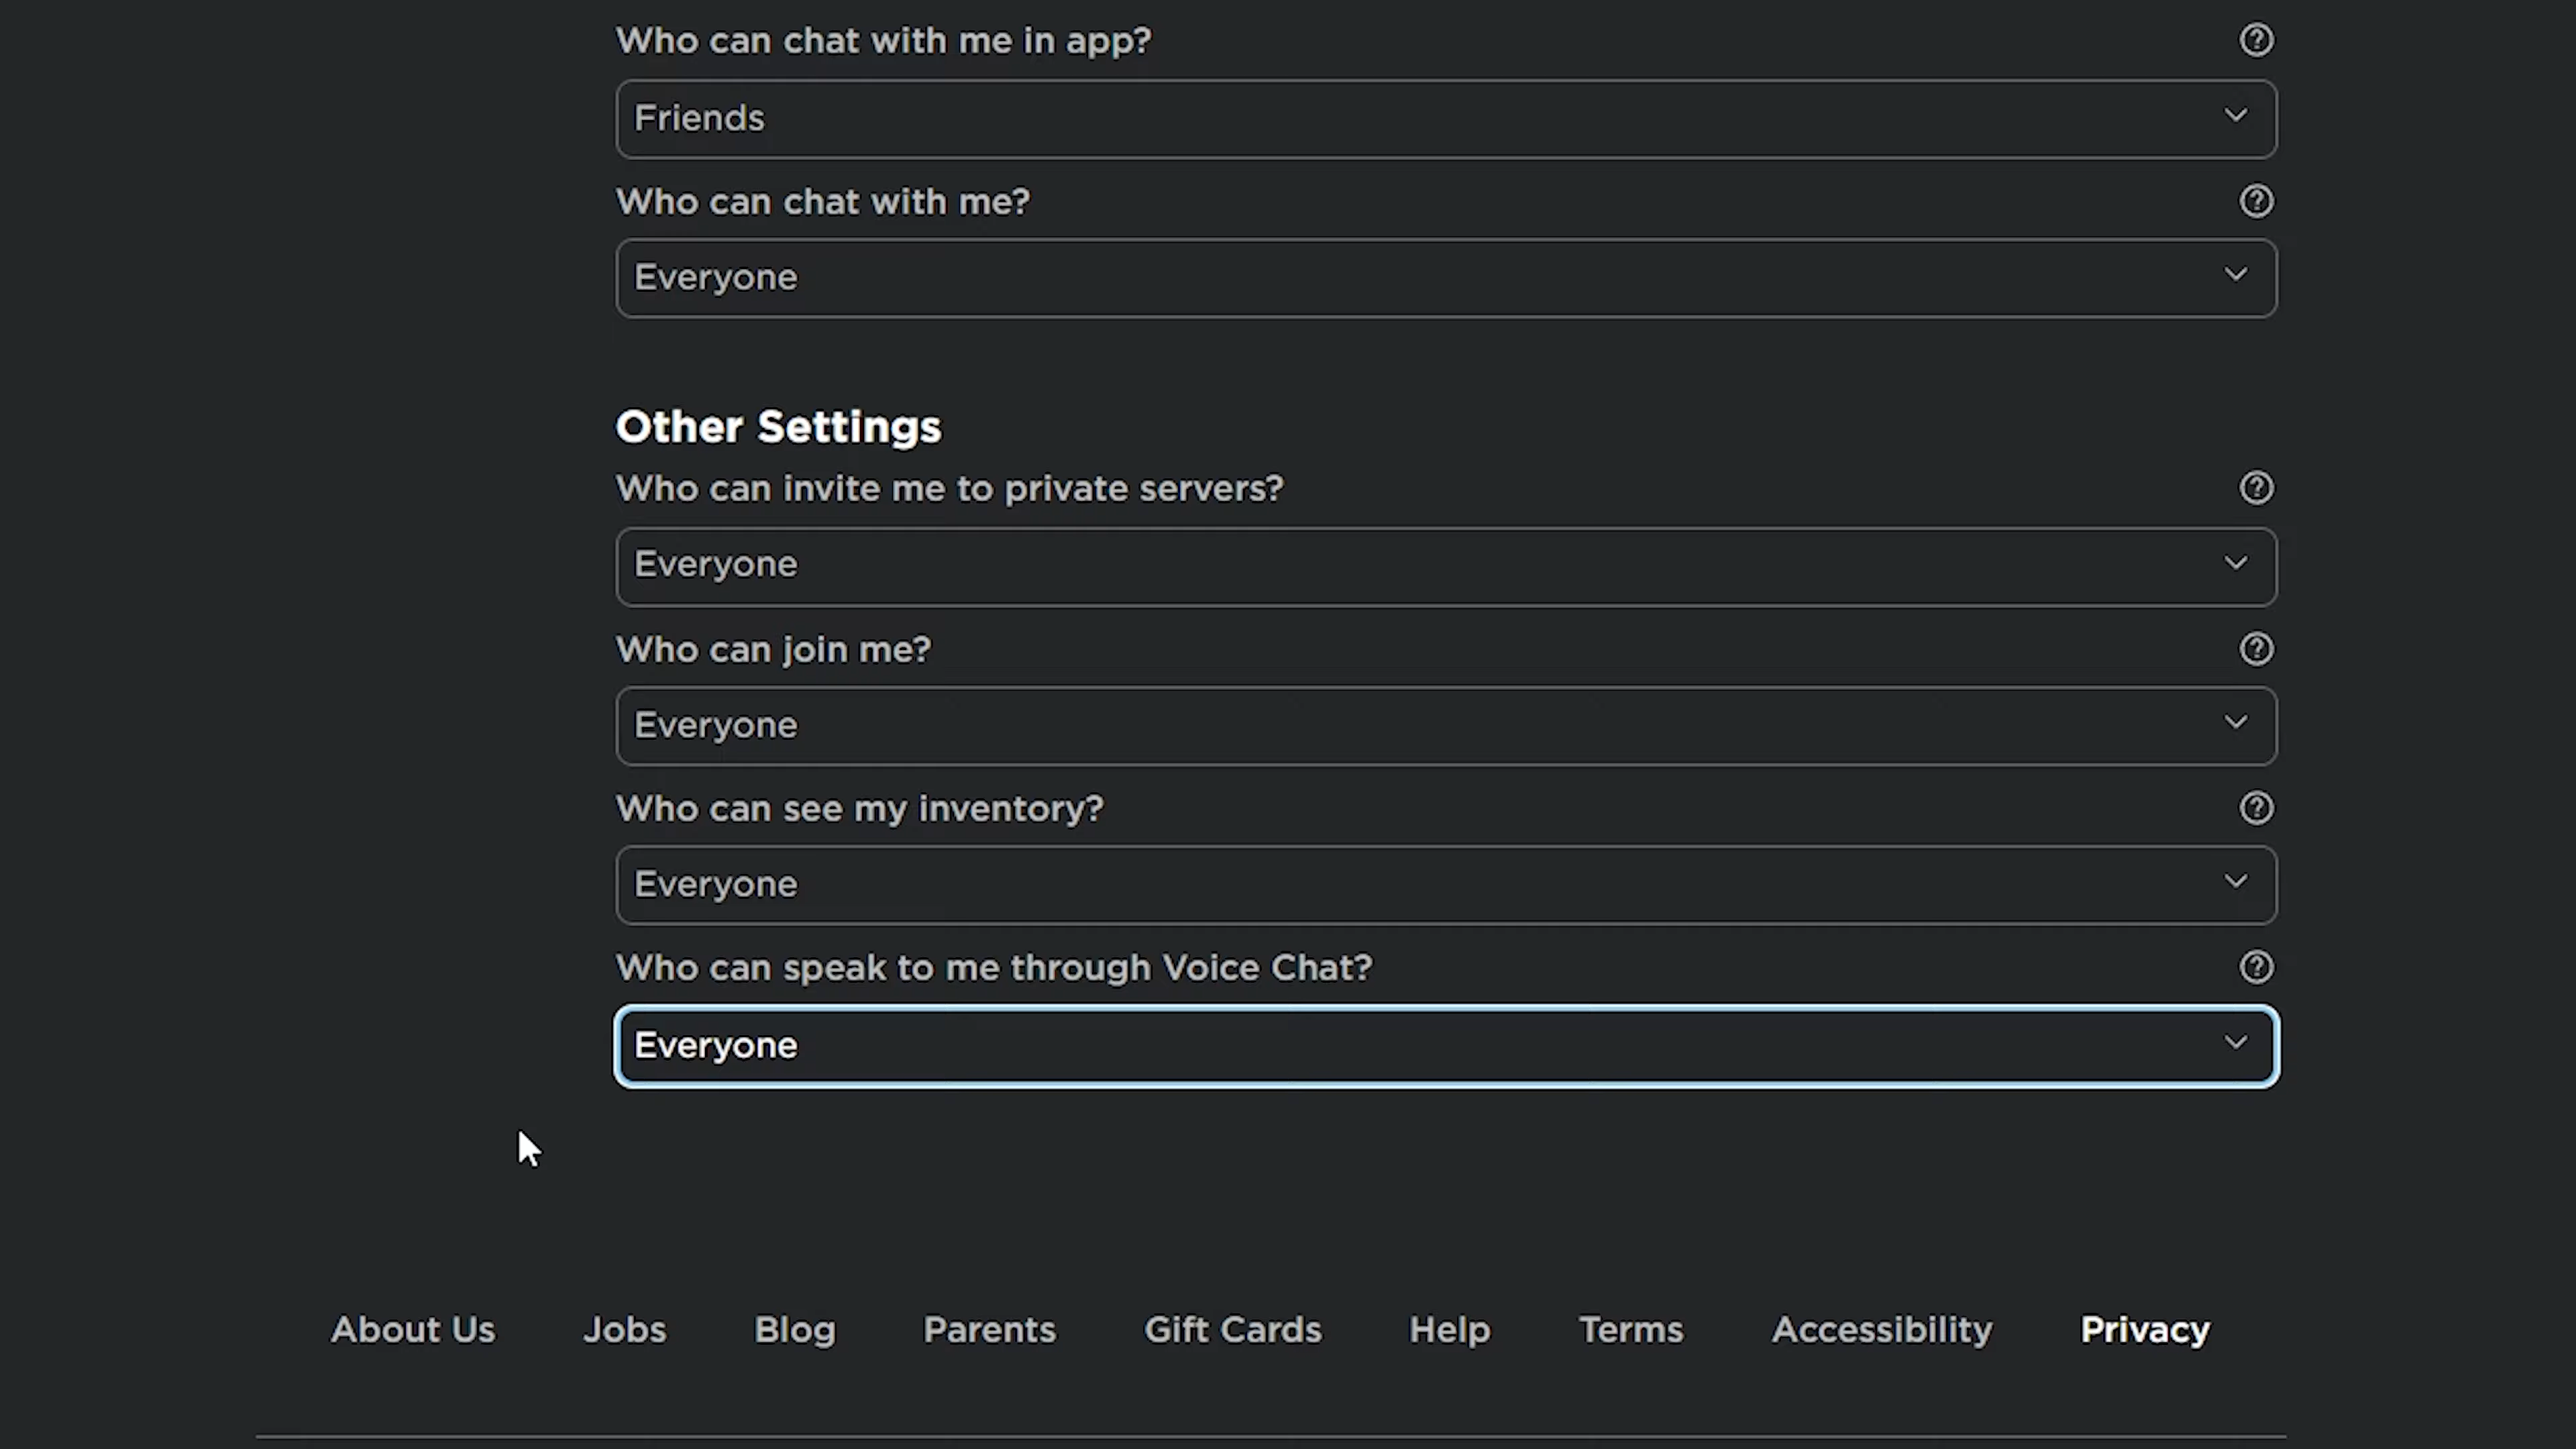 Who can chat with me in app?
Friends
Who can chat with me?
Everyone
Other Settings
Who can invite me to private servers?
Everyone
Who can join me?
Everyone
Who can see my inventory?
Everyone
Who can speak to me through Voice Chat?
Everyone
About Us Jobs Blog Parents Gift Cards Help Terms Accessibility Privacy